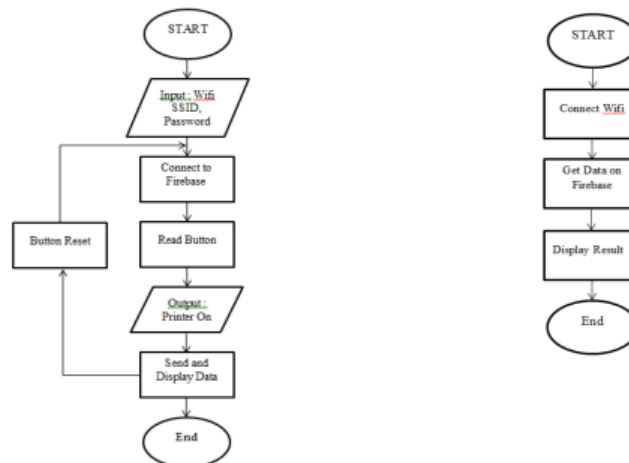 START
Input : Wifi
SSID,
Password
Connect to
Firebase
Button Reset
Read Button
Output :
Printer On
Send and
Display Data
End
START
Connect Wifi
Get Data on
Firebase
Display Result
End